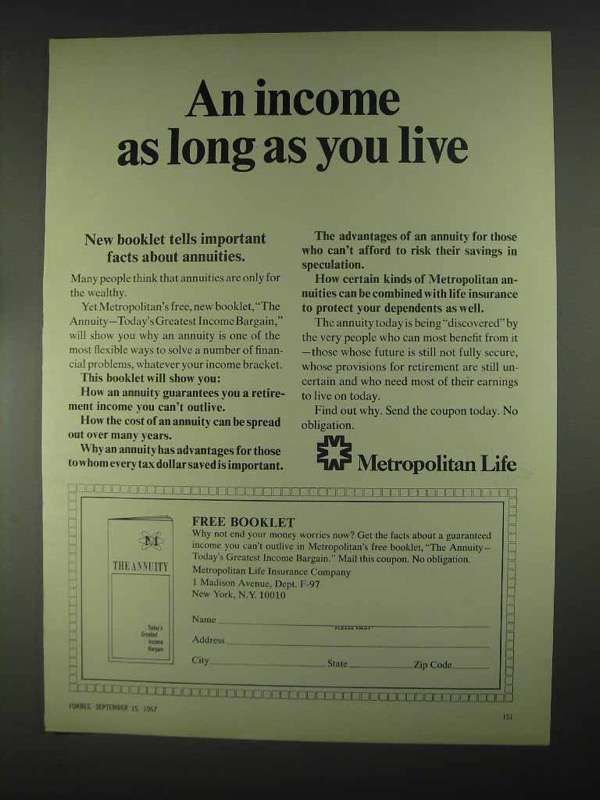 An income
as long as you live
New booklet tells important
facts about annuities.
Many people think that annuities are only for
the wealthy.
Yet Metropolitan's free, new booklet, "The
Annuity—Today's Greatest Income Bargain,"
will show you why an annuity is one of the
most flexible ways to solve a number of finan-
cial problems, whatever your income bracket.
This booklet will show you:
How an annuity guarantees you a retire-
ment income you can't outlive.
How the cost of an annuity can be spread
out over many years.
Why an annuity has advantages for those
to whom every tax dollar saved is important.
The advantages of an annuity for those
who can't afford to risk their savings in
speculation.
How certain kinds of Metropolitan an-
nuities can be combined with life insurance
to protect your dependents as well.
The annuity today is being "discovered" by
the very people who can most benefit from it
—those whose future is still not fully secure,
whose provisions for retirement are still un-
certain and who need most of their earnings
to live on today.
Find out why. Send the coupon today. No
obligation.
Metropolitan Life
M
THE ANNUITY
Today's
Greatest
Income
Bargain
FREE BOOKLET
Why not end your money worries now? Get the facts about a guaranteed
income you can't outlive in Metropolitan's free booklet, "The Annuity—
Today's Greatest Income Bargain." Mail this coupon. No obligation.
Metropolitan Life Insurance Company
1 Madison Avenue, Dept. F-97
New York, N.Y. 10010
Name
PLEASE PRINT
Address
City State Zip Code
FORBES, SEPTEMBER 15, 1967
151